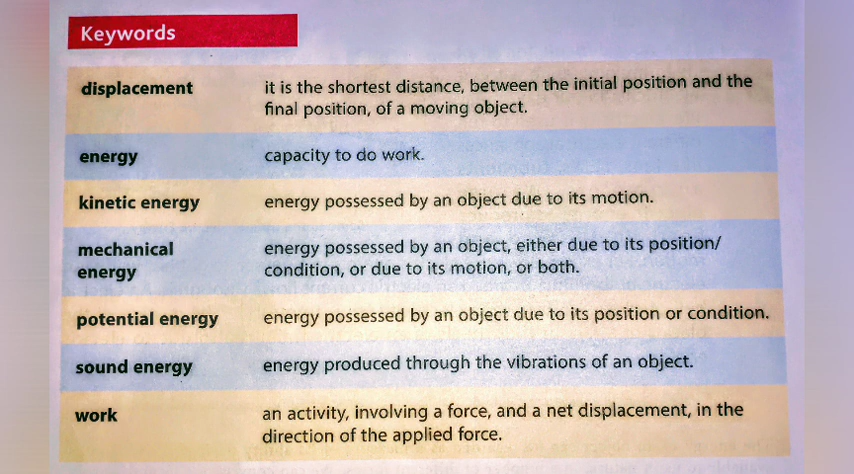 Keywords
displacement it is the shortest distance, between the initial position and the
final position, of a moving object.
energy capacity to do work.
kinetic energy energy possessed by an object due to its motion.
mechanical energy possessed by an object, either due to its position/
energy condition, or due to its motion, or both.
potential energy energy possessed by an object due to its position or condition.
sound energy energy produced through the vibrations of an object.
work an activity, involving a force, and a net displacement, in the
direction of the applied force.